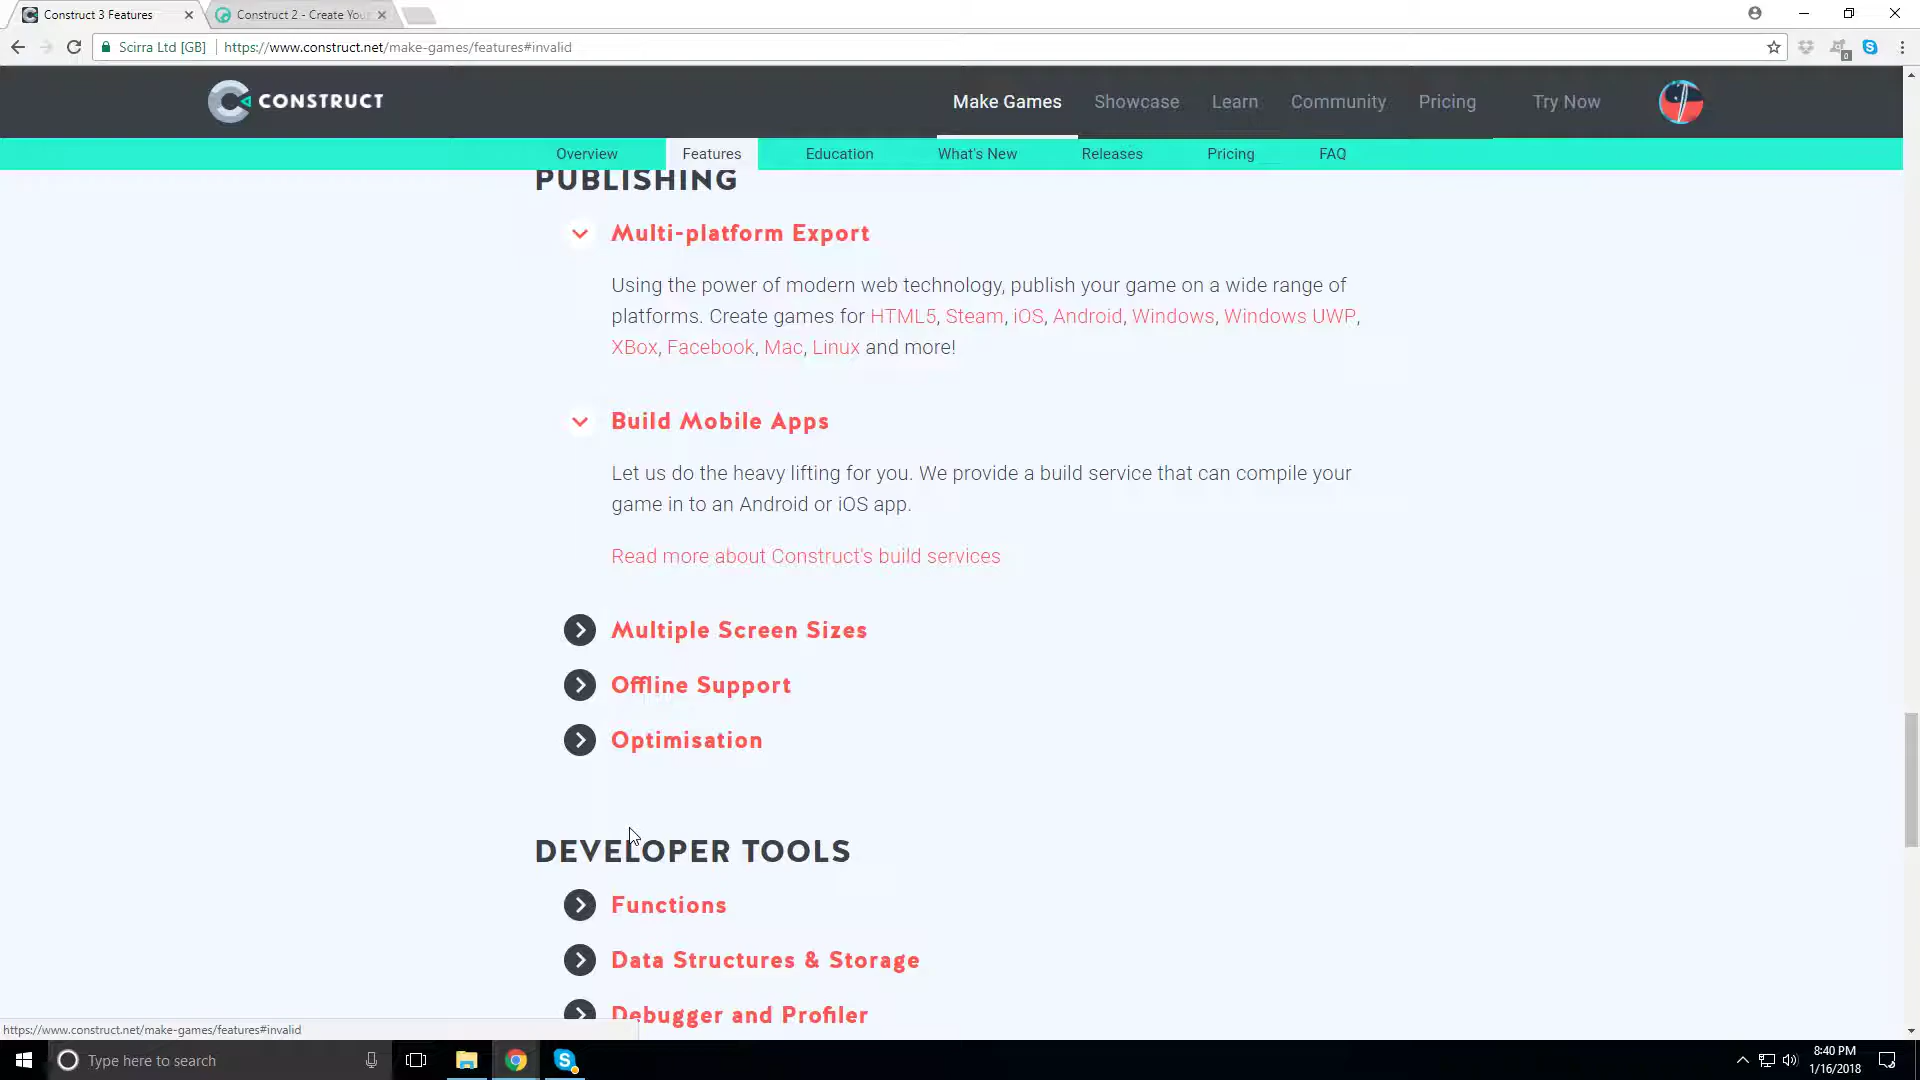 Construct 3 Features
Construct 2 - Create You
Scirra Ltd [GB]
https://www.construct.net/make-games/features#invalid
0
CONSTRUCT
Make Games
Showcase
Learn
Community
Pricing
Try Now
Overview
Features
Education
What's New
Releases
Pricing
FAQ
PUBLISHING
Multi-platform Export
Using the power of modern web technology, publish your game on a wide range of
platforms. Create games for HTML5, Steam, iOS, Android, Windows, Windows UWP,
XBox, Facebook, Mac, Linux and more!
Build Mobile Apps
Let us do the heavy lifting for you. We provide a build service that can compile your
game in to an Android or iOS app.
Read more about Construct's build services
Multiple Screen Sizes
Offline Support
Optimisation
DEVELOPER TOOLS
Functions
Data Structures & Storage
Debugger and Profiler
https://www.construct.net/make-games/features#invalid
Type here to search
8:40 PM
1/16/2018